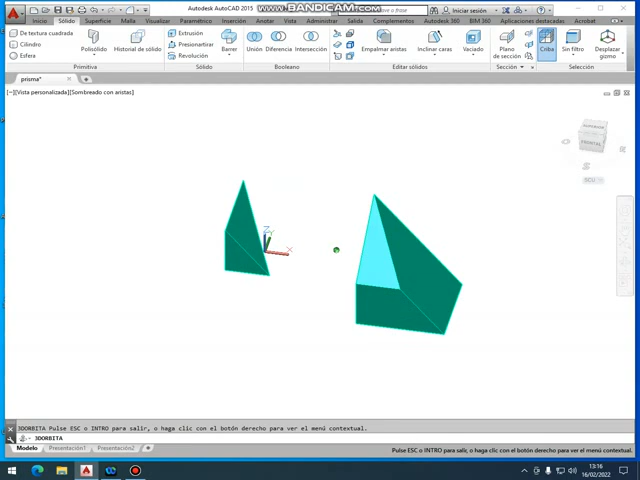 Autodesk AutoCAD 2015
WWW.BANDICAM.COM
Iniciar sesión
Inicio Sólido Superficie Malla Visualizar Paramétrico Inserción Anotar Vista Administrar Salida Complementos Autodesk 360 BIM 360 Aplicaciones destacadas Acrobat
De textura cuadrada
Cilindro
Esfera
Polisólido
Historial de sólido
Extrusión
Presionartirar
Revolución
Barrer
Unión Diferencia Intersección
Empalmar aristas
Inclinar caras
Vaciado
Plano de sección
Criba
Sin filtro
Desplazar gizmo
Primitiva Sólido Booleano Editar sólidos Sección Selección
prisma*
[−][Vista personalizada][Sombreado con aristas]
FRONTAL
SCU
Z
Y
X
3DORBITA Pulse ESC o INTRO para salir, o haga clic con el botón derecho para ver el menú contextual.
3DORBITA
Modelo Presentación1 Presentación2
Pulse ESC o INTRO para salir, o haga clic con el botón derecho para ver el menú contextual.
13:16
16/02/2022